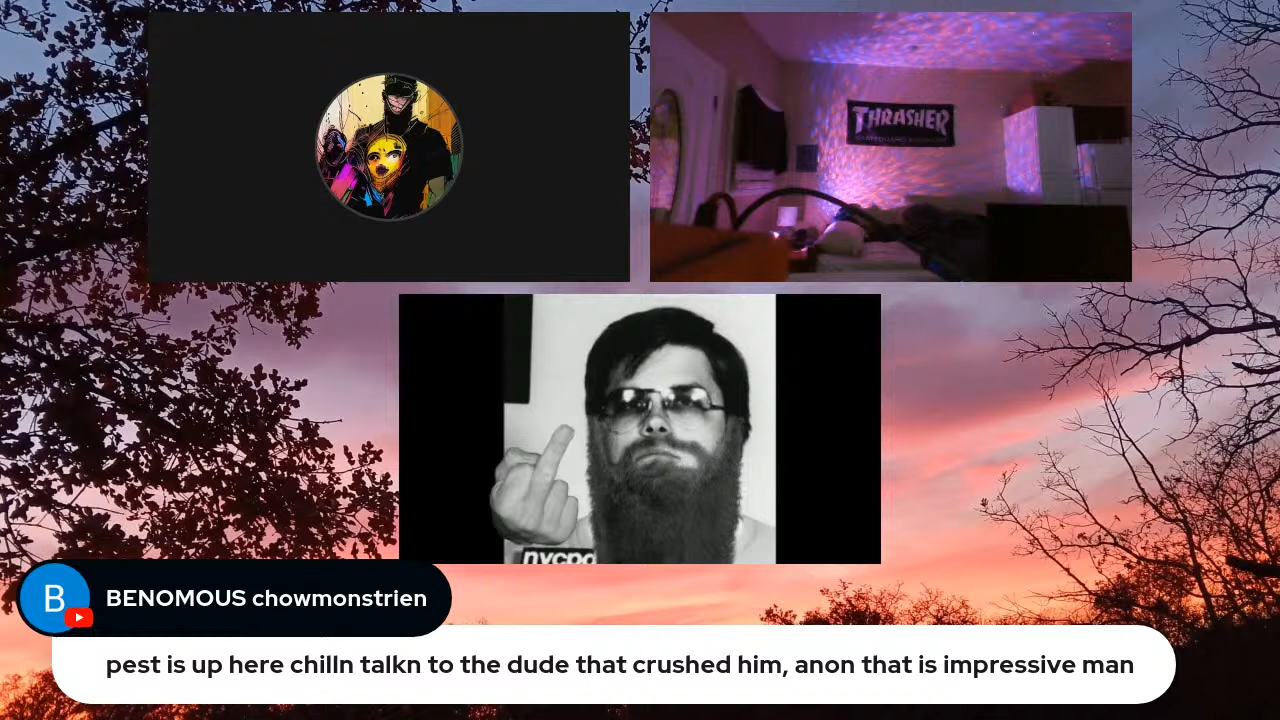 THRASHER
nycpd
B
BENOMOUS chowmonstrien
pest is up here chilln talkn to the dude that crushed him, anon that is impressive man